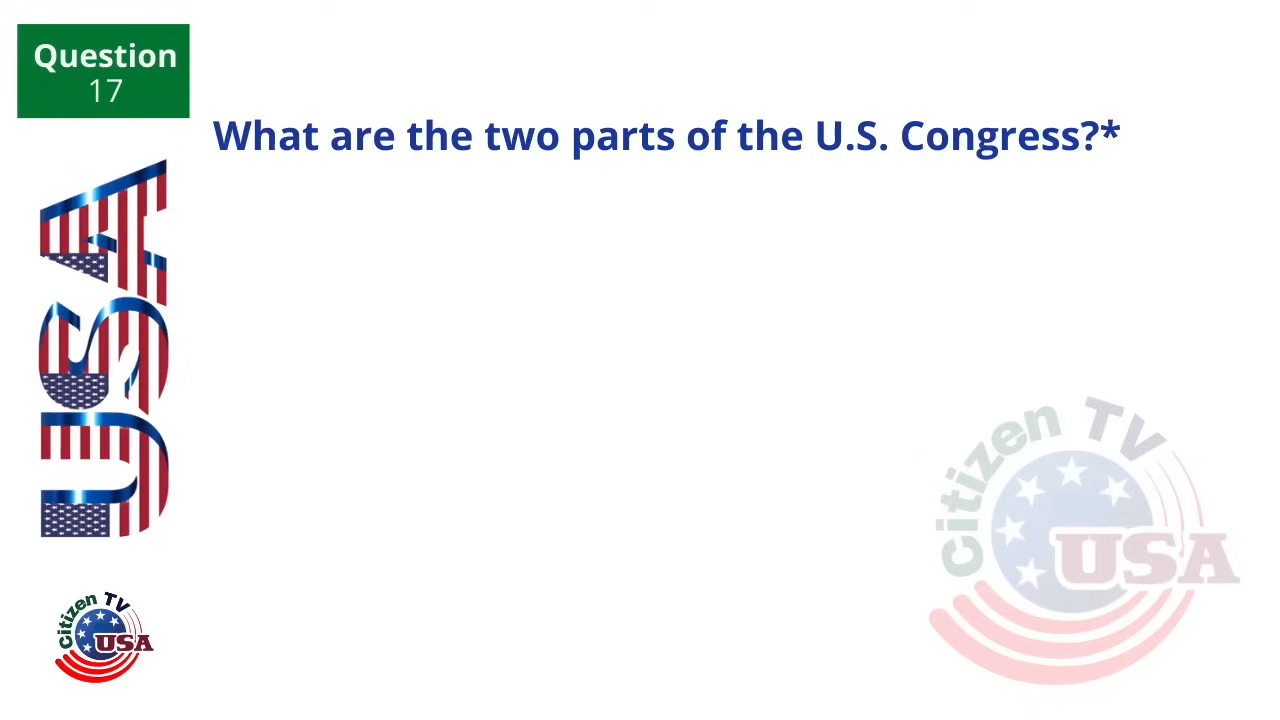 Question
17
What are the two parts of the U.S. Congress?*
USA
Citizen TV
USA
Citizen TV
USA